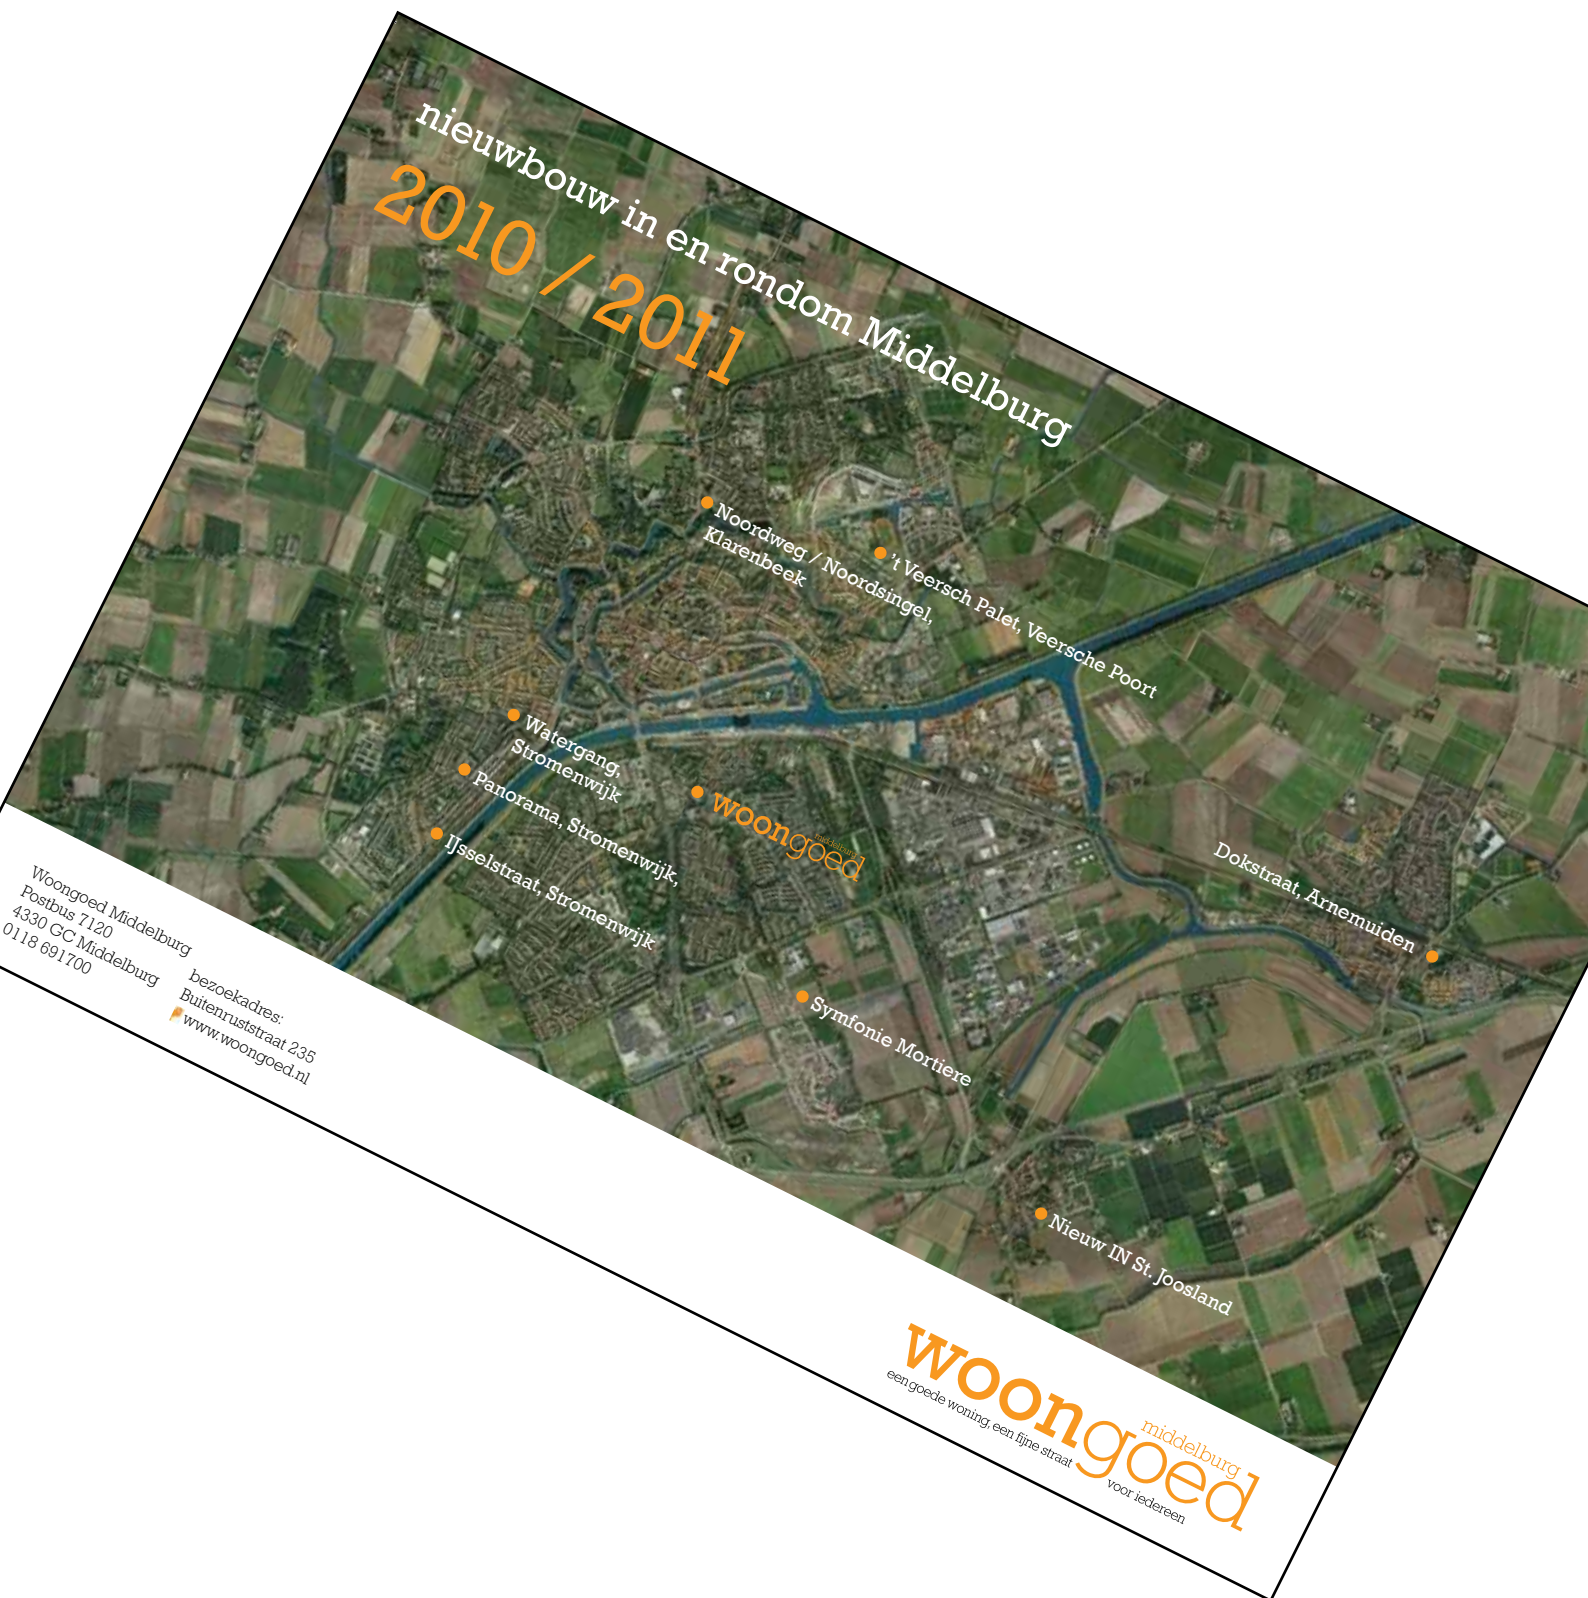 nieuwbouw in en rondom Middelburg
2010 / 2011
Noordweg / Noordsingel,
Klarenbeek
't Veersch Palet, Veersche Poort
Watergang,
Stromenwijk
Panorama, Stromenwijk,
IJsselstraat, Stromenwijk
woongoed
middelburg
Dokstraat, Arnemuiden
Symfonie Mortiere
Nieuw IN St. Joosland
Woongoed Middelburg
Postbus 7120
4330 GC Middelburg
0118 691700
bezoekadres:
Buitenruststraat 235
www.woongoed.nl
middelburg
woongoed
een goede woning, een fijne straat
voor iedereen